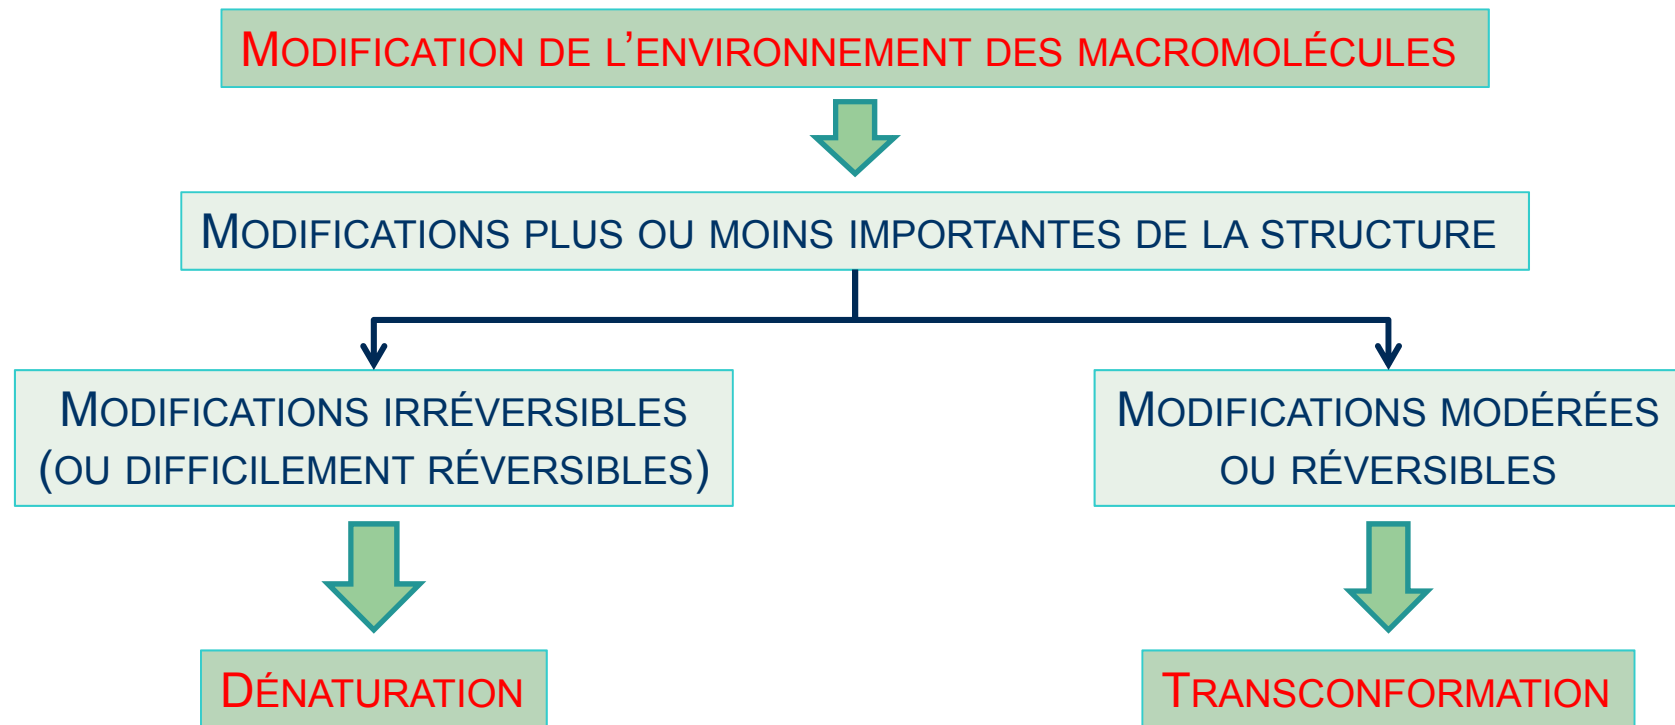 MODIFICATION DE L’ENVIRONNEMENT DES MACROMOLÉCULES
MODIFICATIONS PLUS OU MOINS IMPORTANTES DE LA STRUCTURE
MODIFICATIONS IRRÉVERSIBLES
(OU DIFFICILEMENT RÉVERSIBLES)
MODIFICATIONS MODÉRÉES
OU RÉVERSIBLES
DÉNATURATION
TRANSCONFORMATION